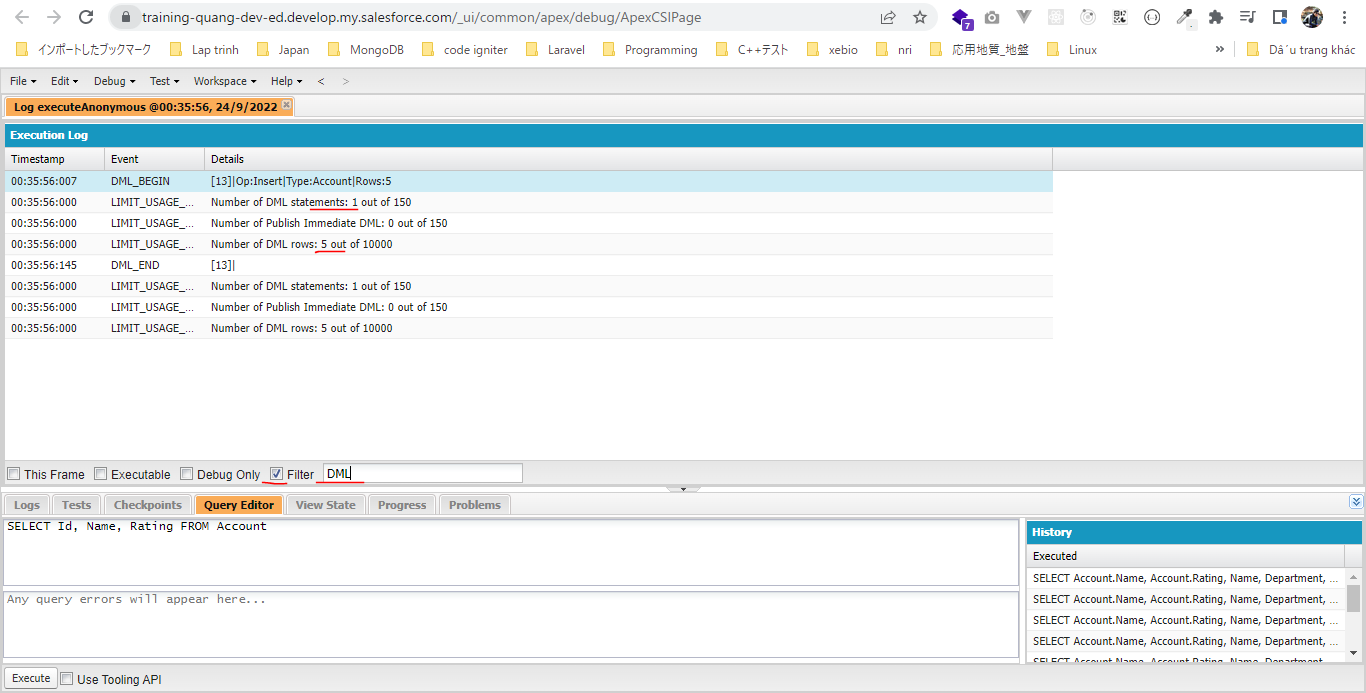 training-quang-dev-ed.develop.my.salesforce.com/_ui/common/apex/debug/ApexCSIPage
7
インポートしたブックマーク Lap trinh Japan MongoDB code igniter Laravel Programming C++テスト xebio nri 応用地質_地盤 Linux » Dấu trang khác
File Edit Debug Test Workspace Help < >
Log executeAnonymous @00:35:56, 24/9/2022
Execution Log
Timestamp Event Details
00:35:56:007 DML_BEGIN [13]|Op:Insert|Type:Account|Rows:5
00:35:56:000 LIMIT_USAGE_... Number of DML statements: 1 out of 150
00:35:56:000 LIMIT_USAGE_... Number of Publish Immediate DML: 0 out of 150
00:35:56:000 LIMIT_USAGE_... Number of DML rows: 5 out of 10000
00:35:56:145 DML_END [13]|
00:35:56:000 LIMIT_USAGE_... Number of DML statements: 1 out of 150
00:35:56:000 LIMIT_USAGE_... Number of Publish Immediate DML: 0 out of 150
00:35:56:000 LIMIT_USAGE_... Number of DML rows: 5 out of 10000
This Frame Executable Debug Only Filter DML
Logs Tests Checkpoints Query Editor View State Progress Problems
SELECT Id, Name, Rating FROM Account
Any query errors will appear here...
History
Executed
SELECT Account.Name, Account.Rating, Name, Department, ...
SELECT Account.Name, Account.Rating, Name, Department, ...
SELECT Account.Name, Account.Rating, Name, Department, ...
SELECT Account.Name, Account.Rating, Name, Department, ...
SELECT Account.Name, Account.Rating, Name, Department, ...
Execute Use Tooling API